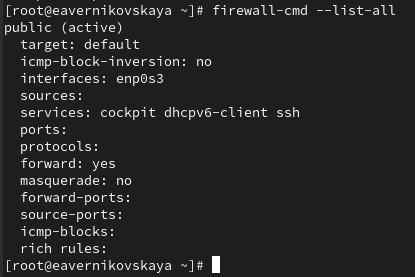 [root@eavernikovskaya ~]# firewall-cmd --list-all
public (active)
  target: default
  icmp-block-inversion: no
  interfaces: enp0s3
  sources:
  services: cockpit dhcpv6-client ssh
  ports:
  protocols:
  forward: yes
  masquerade: no
  forward-ports:
  source-ports:
  icmp-blocks:
  rich rules:
[root@eavernikovskaya ~]#